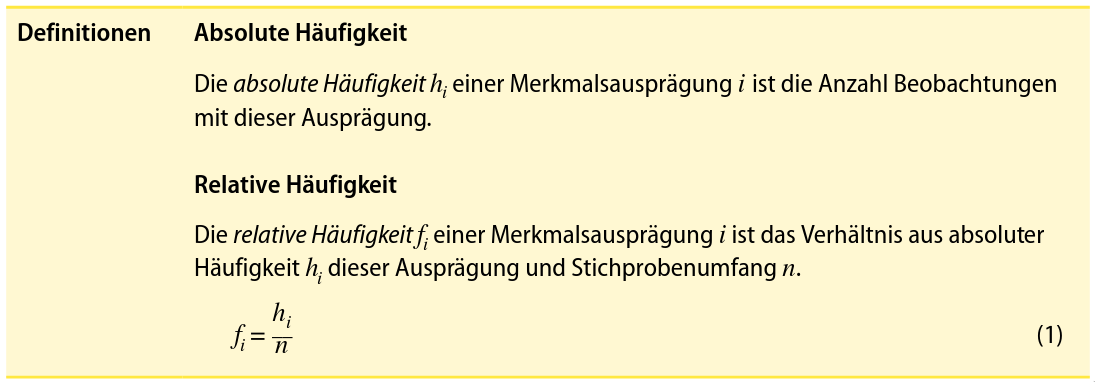 Definitionen Absolute Häufigkeit
Die absolute Häufigkeit hᵢ einer Merkmalsausprägung i ist die Anzahl Beobachtungen
mit dieser Ausprägung.
Relative Häufigkeit
Die relative Häufigkeit fᵢ einer Merkmalsausprägung i ist das Verhältnis aus absoluter
Häufigkeit hᵢ dieser Ausprägung und Stichprobenumfang n.
fᵢ = hᵢ/n (1)